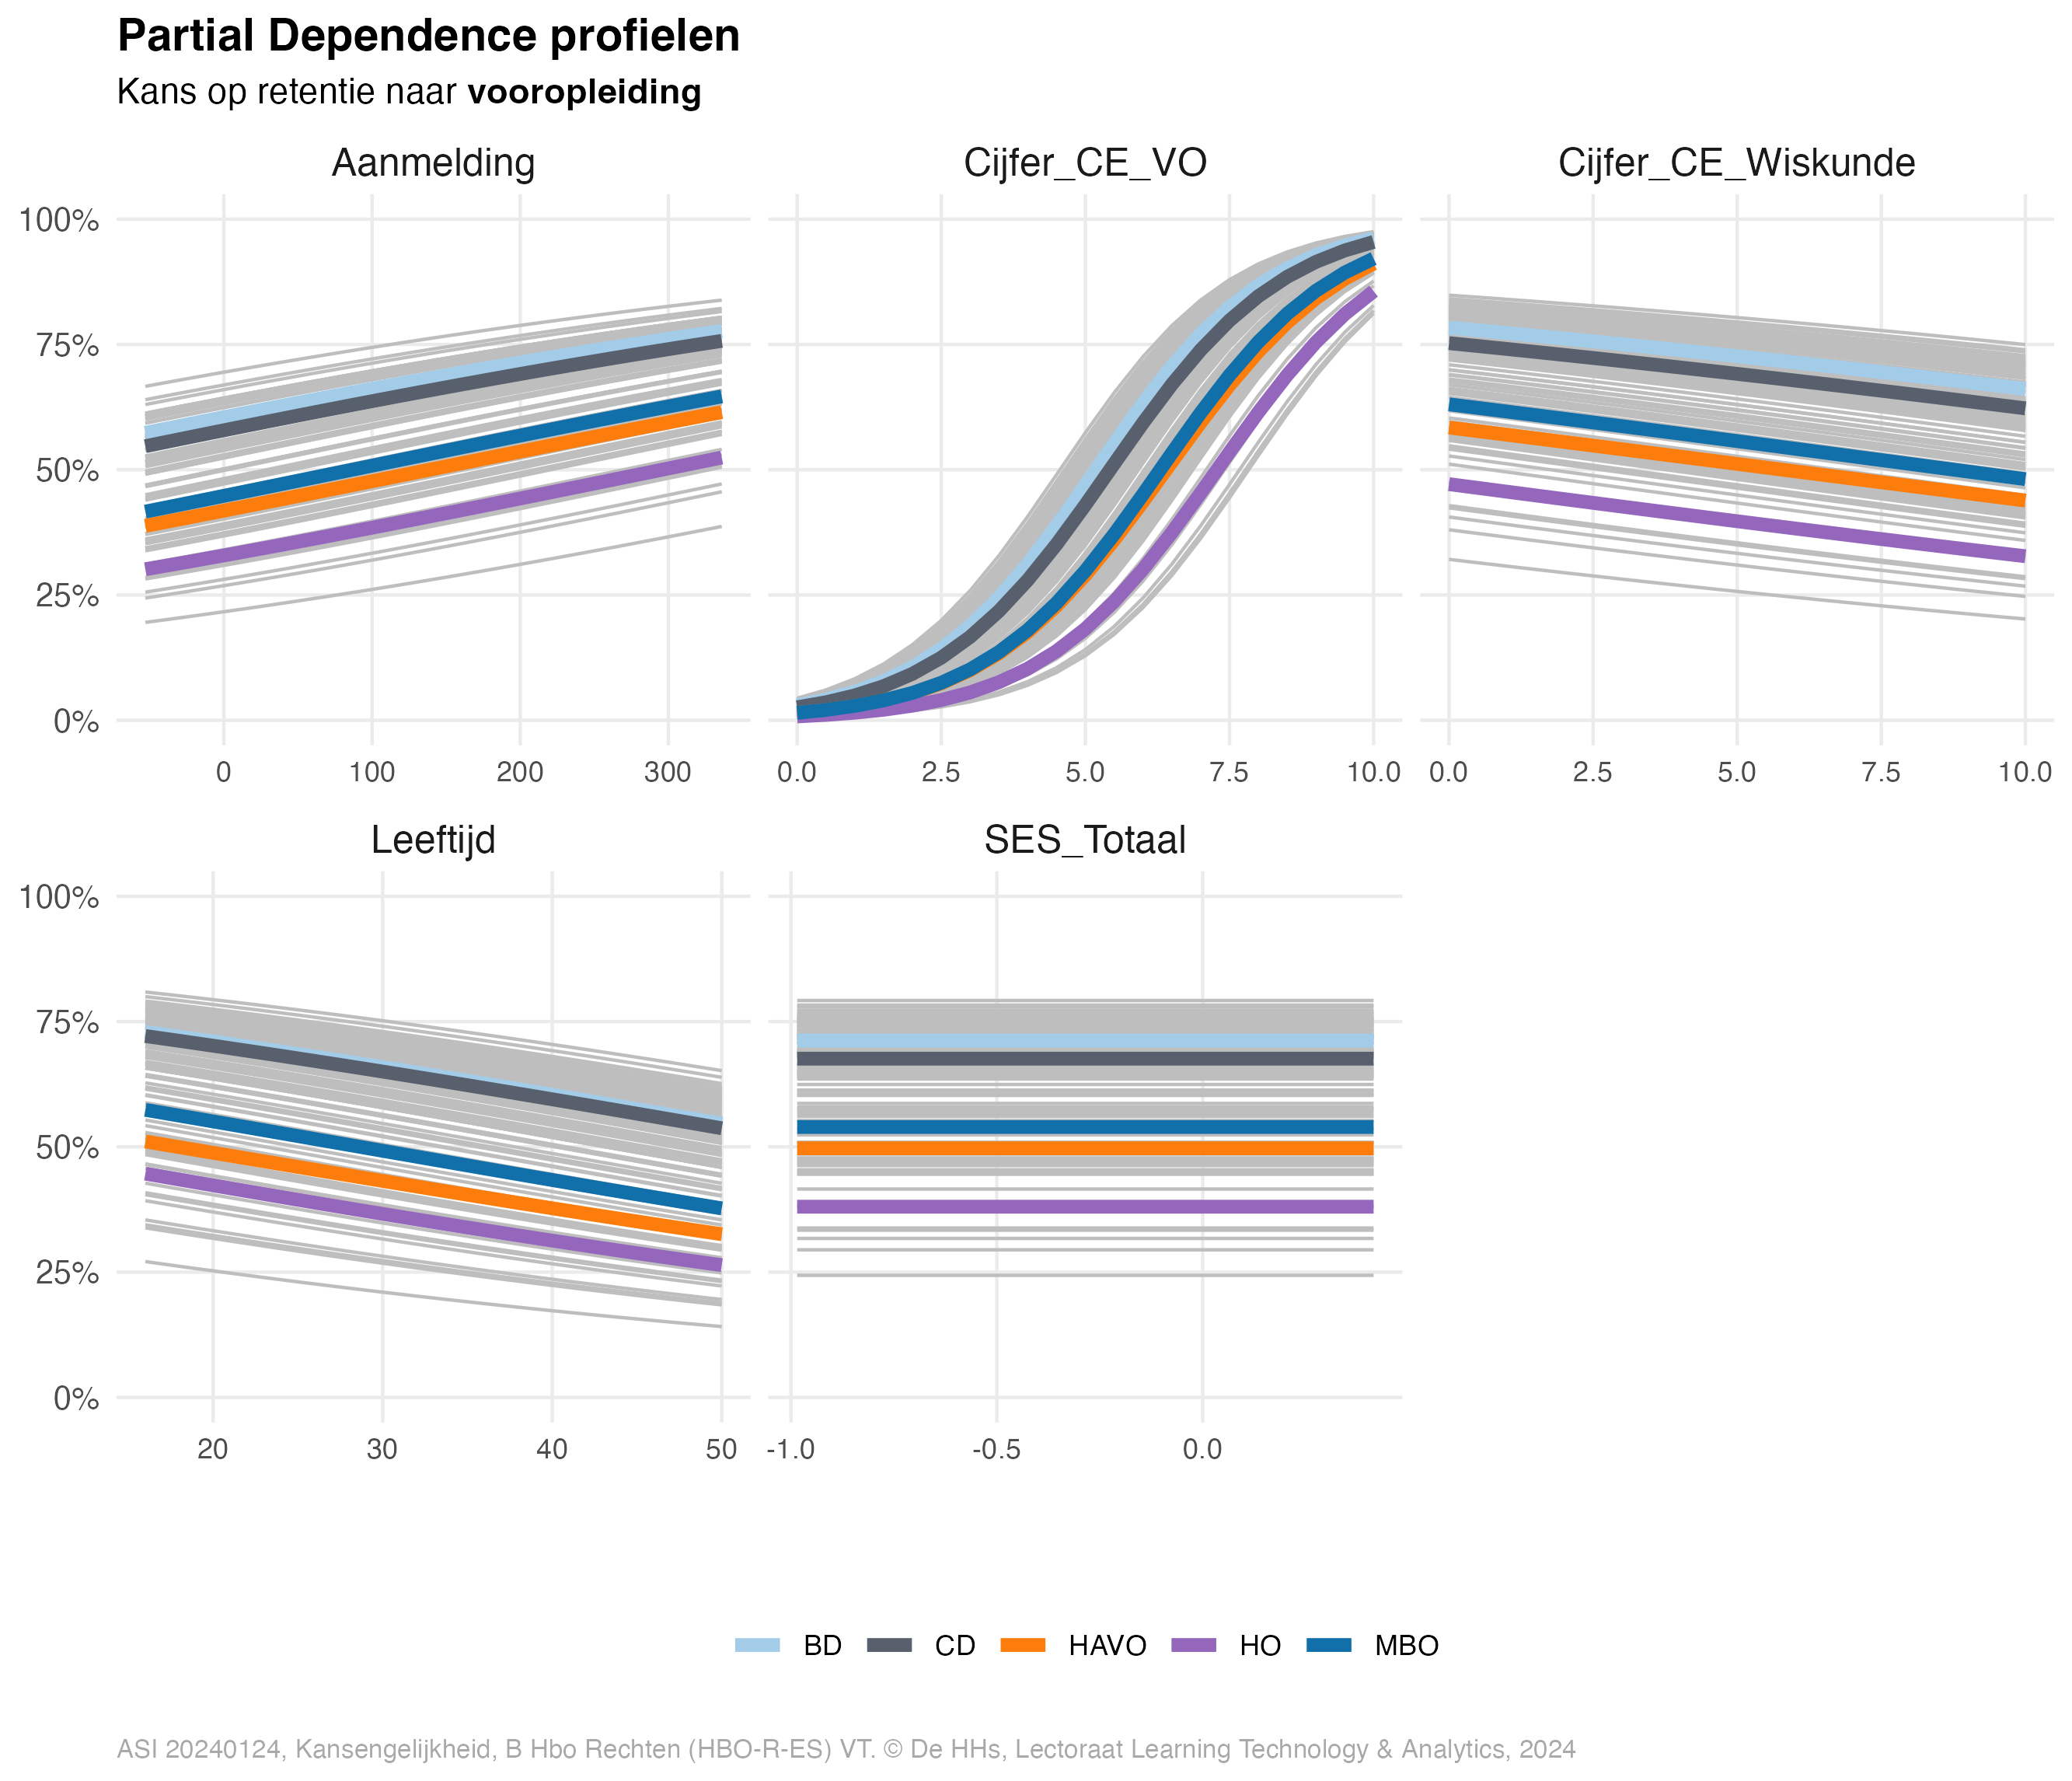 Partial Dependence profielen
Kans op retentie naar vooropleiding
Aanmelding
Cijfer_CE_VO
Cijfer_CE_Wiskunde
100%
75%
50%
25%
0%
0 100 200 300
0.0 2.5 5.0 7.5 10.0
0.0 2.5 5.0 7.5 10.0
Leeftijd
SES_Totaal
100%
75%
50%
25%
0%
20 30 40 50
-1.0 -0.5 0.0
BD CD HAVO HO MBO
ASI 20240124, Kansengelijkheid, B Hbo Rechten (HBO-R-ES) VT. © De HHs, Lectoraat Learning Technology & Analytics, 2024